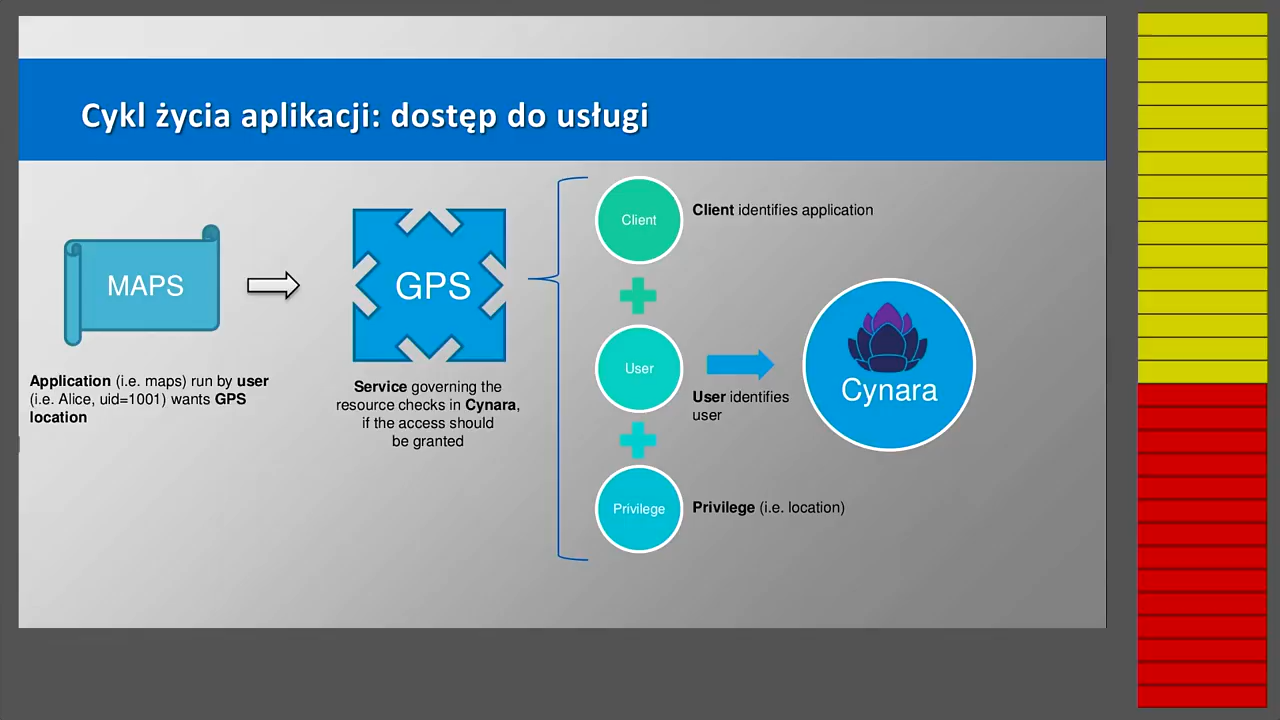 Cykl życia aplikacji: dostęp do usługi
MAPS
Application (i.e. maps) run by user
(i.e. Alice, uid=1001) wants GPS
location
GPS
Service governing the
resource checks in Cynara,
if the access should
be granted
Client
Client identifies application
User
User identifies
user
Privilege
Privilege (i.e. location)
Cynara